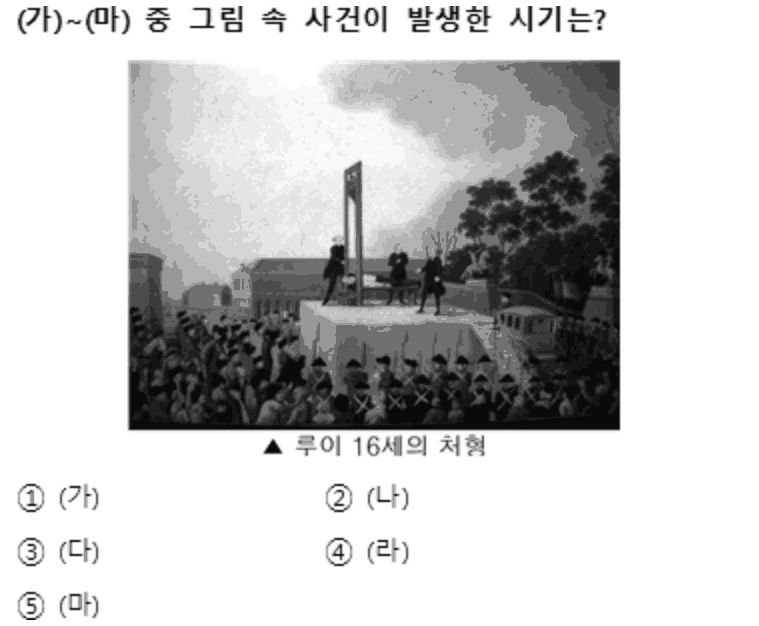 (가)~(마) 중 그림 속 사건이 발생한 시기는?
▲ 루이 16세의 처형
① (가) ② (나)
③ (다) ④ (라)
⑤ (마)